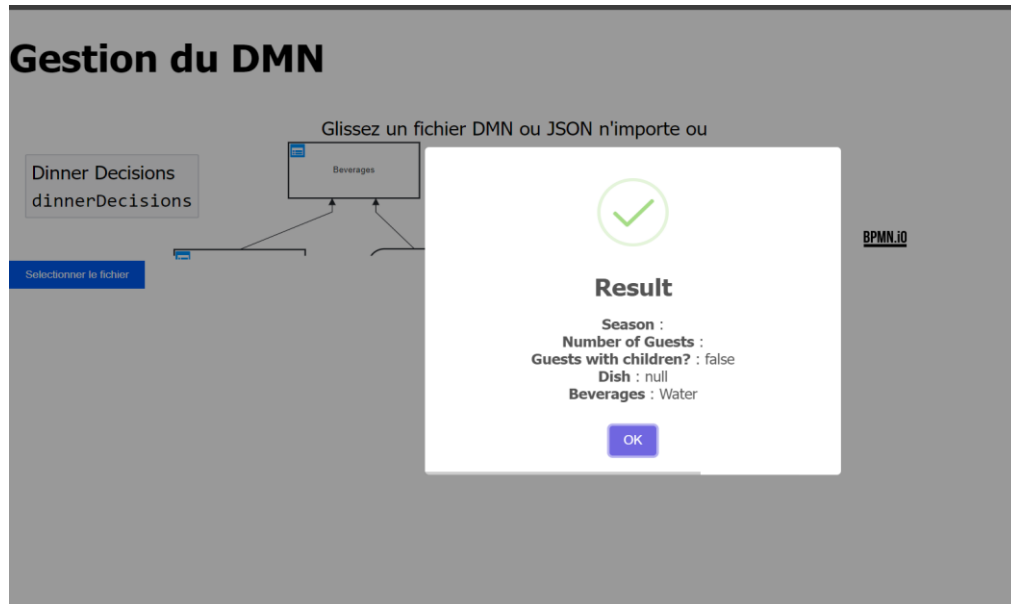 Gestion du DMN
Glissez un fichier DMN ou JSON n'importe ou
Dinner Decisions
dinnerDecisions
Beverages
BPMN.iO
Selectionner le fichier
Result
Season :
Number of Guests :
Guests with children? : false
Dish : null
Beverages : Water
OK